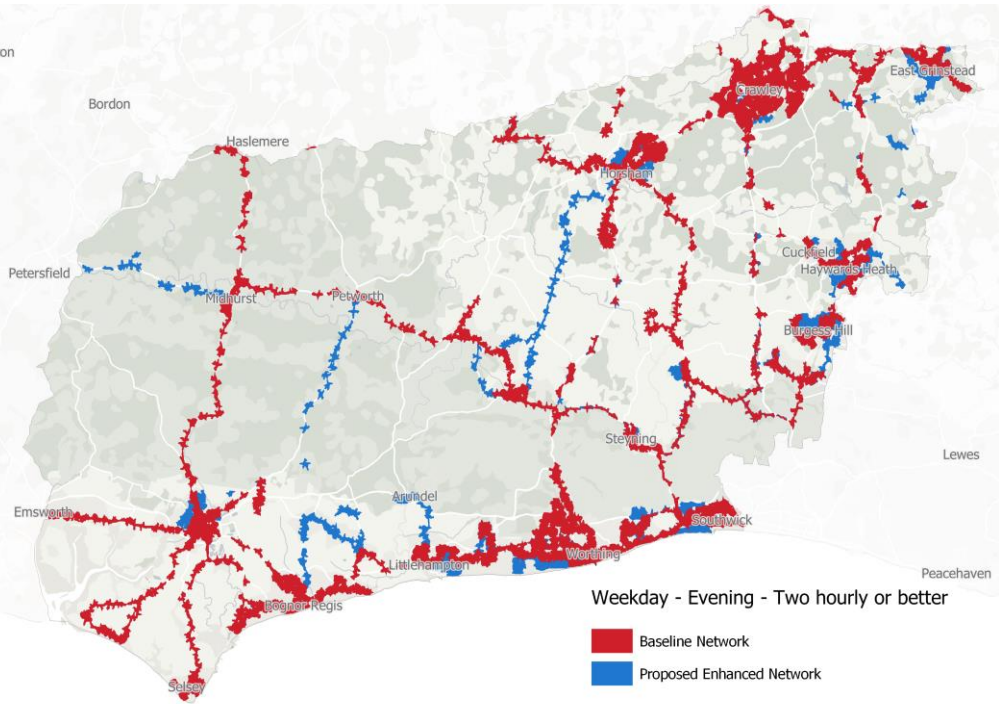 on
Bordon
Haslemere
Crawley
East Grinstead
Horsham
Petersfield
Midhurst
Petworth
Cuckfield
Haywards Heath
Burgess Hill
Steyning
Lewes
Emsworth
Arundel
Southwick
Littlehampton
Worthing
Peacehaven
Bognor Regis
Selsey
Weekday - Evening - Two hourly or better
Baseline Network
Proposed Enhanced Network